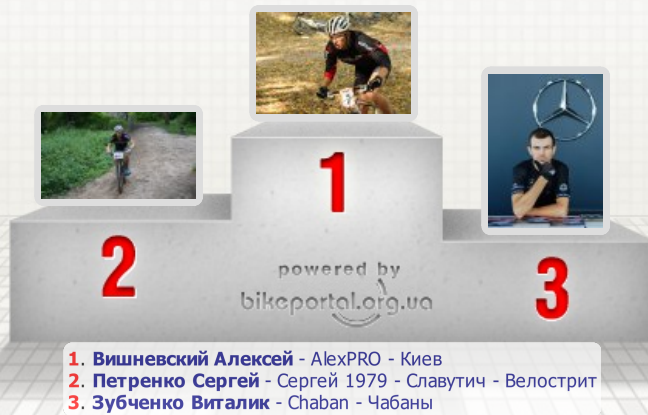 1
2
3
powered by
bikeportal.org.ua
1. Вишневский Алексей - AlexPRO - Киев
2. Петренко Сергей - Сергей 1979 - Славутич - Велострит
3. Зубченко Виталик - Chaban - Чабаны